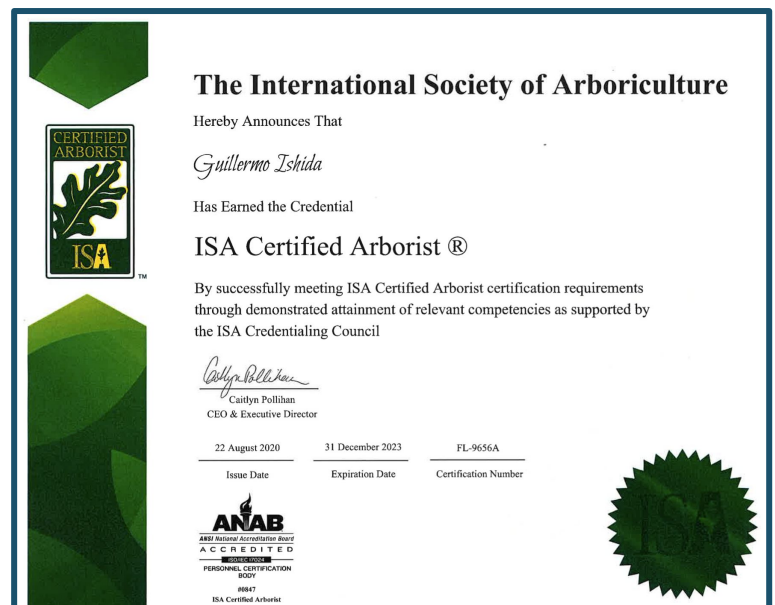 The International Society of Arboriculture
Hereby Announces That
CERTIFIED
ARBORIST
Guillermo Ishida
Has Earned the Credential
ISA
TM
ISA Certified Arborist ®
By successfully meeting ISA Certified Arborist certification requirements
through demonstrated attainment of relevant competencies as supported by
the ISA Credentialing Council
Caitlyn Pollihan
Caitlyn Pollihan
CEO & Executive Director
22 August 2020 31 December 2023 FL-9656A
Issue Date Expiration Date Certification Number
ANAB
ANSI National Accreditation Board
ACCREDITED
ISO/IEC 17024
PERSONNEL CERTIFICATION
BODY
#0847
ISA Certified Arborist
ISA